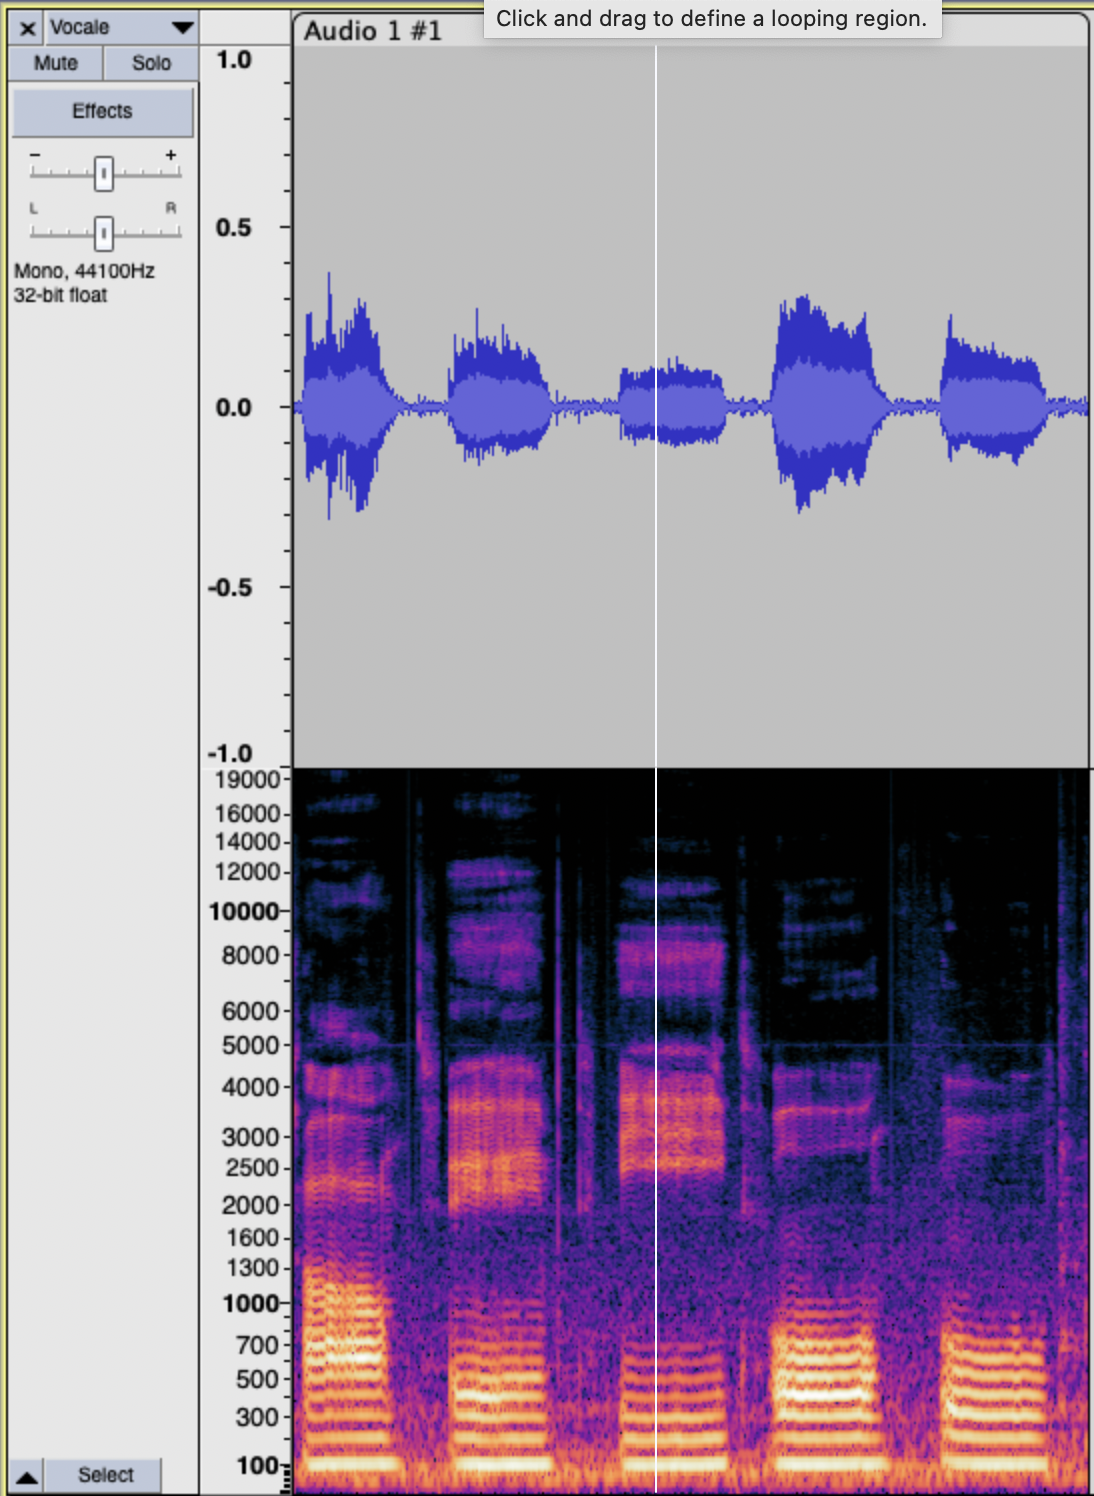 Click and drag to define a looping region.
Vocale
Audio 1 #1
Mute Solo
Effects
- +
L R
Mono, 44100Hz
32-bit float
1.0
0.5
0.0
-0.5
-1.0
19000
16000
14000
12000
10000
8000
6000
5000
4000
3000
2500
2000
1600
1300
1000
700
500
300
100
Select